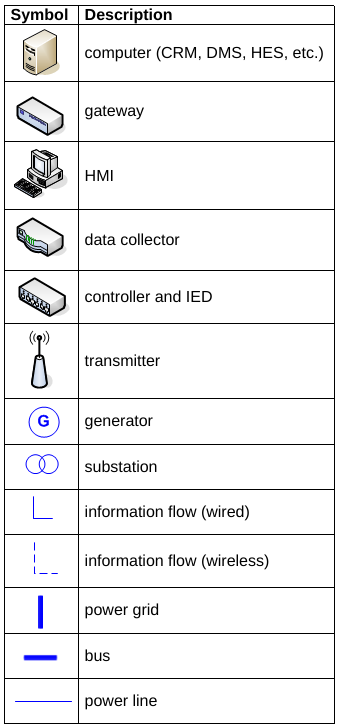 Symbol Description
computer (CRM, DMS, HES, etc.)
gateway
HMI
data collector
controller and IED
transmitter
G generator
substation
information flow (wired)
information flow (wireless)
power grid
bus
power line